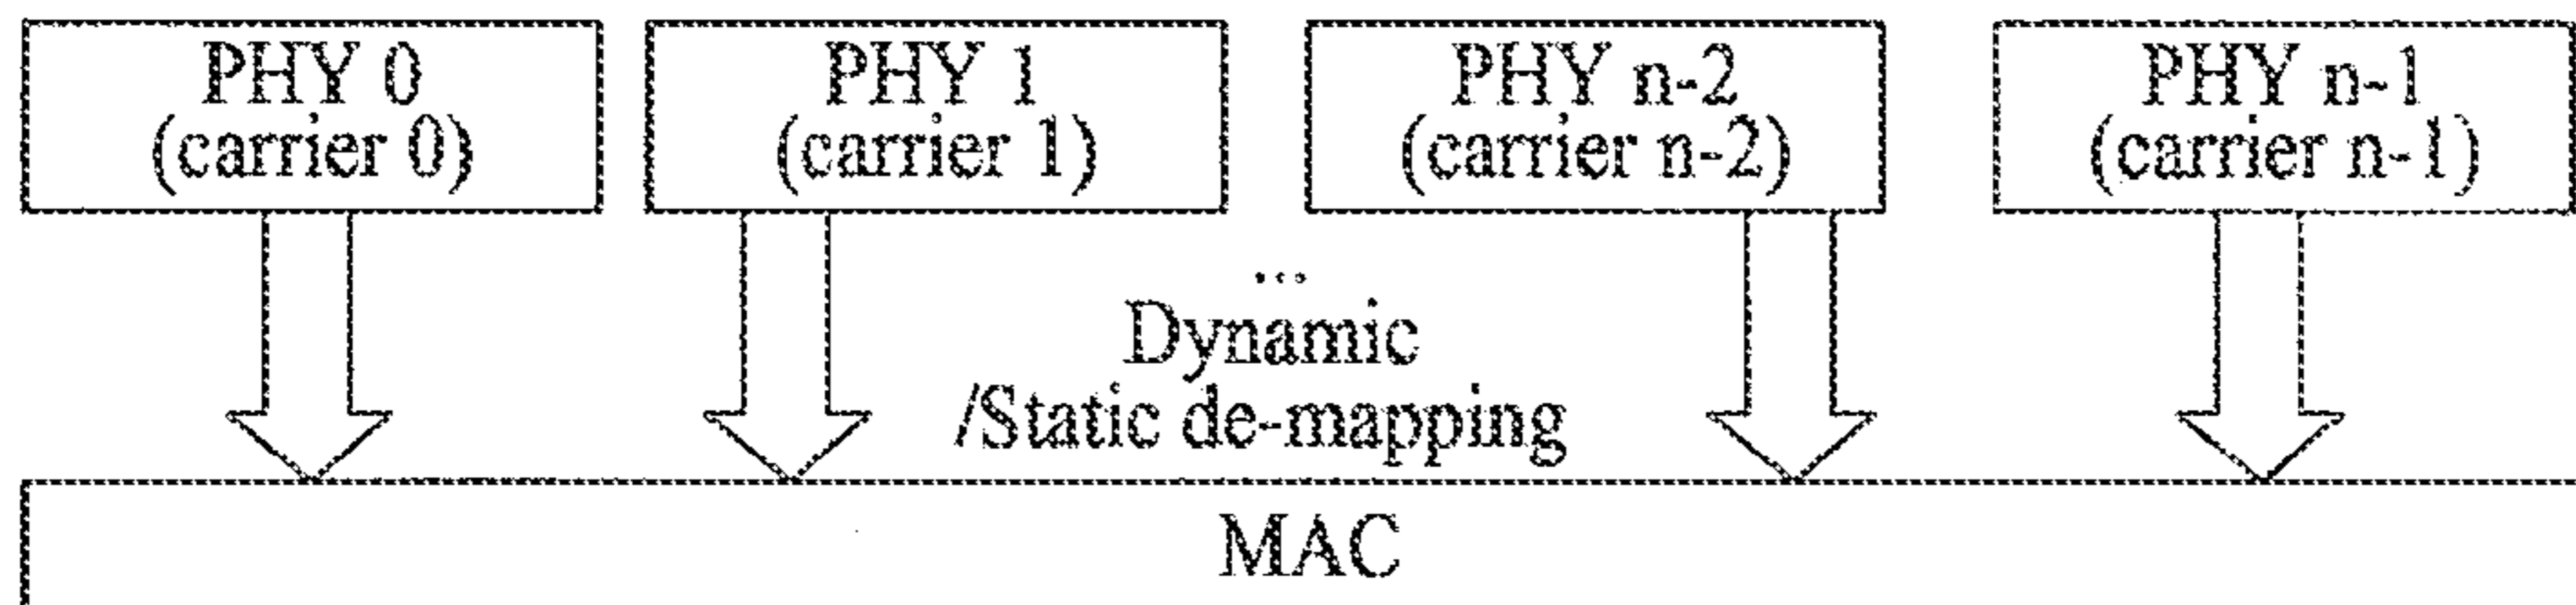 PHY 0
(carrier 0)
PHY 1
(carrier 1)
PHY n-2
(carrier n-2)
PHY n-1
(carrier n-1)
...
Dynamic
/Static de-mapping
MAC